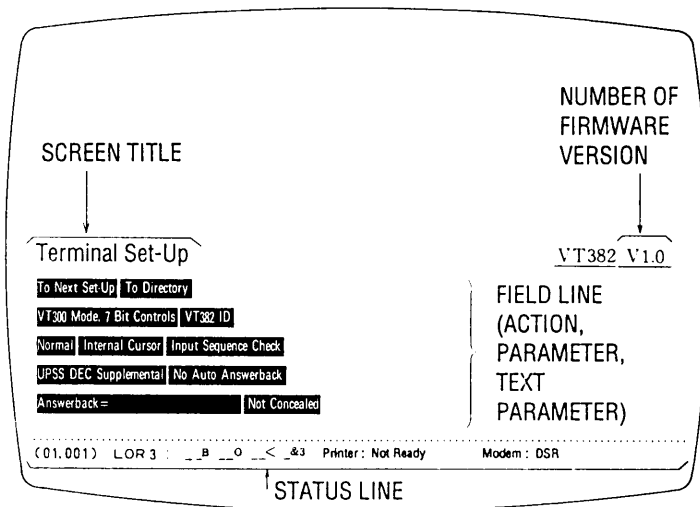 NUMBER OF
FIRMWARE
VERSION
SCREEN TITLE
Terminal Set-Up
VT382 V1.0
To Next Set-Up To Directory
VT300 Mode, 7 Bit Controls VT382 ID
Normal Internal Cursor Input Sequence Check
UPSS DEC Supplemental No Auto Answerback
Answerback= Not Concealed
FIELD LINE
(ACTION,
PARAMETER,
TEXT
PARAMETER)
(01.001) LOR 3 : _ _B _ _O _ _< _&3 Printer : Not Ready Modem : DSR
STATUS LINE